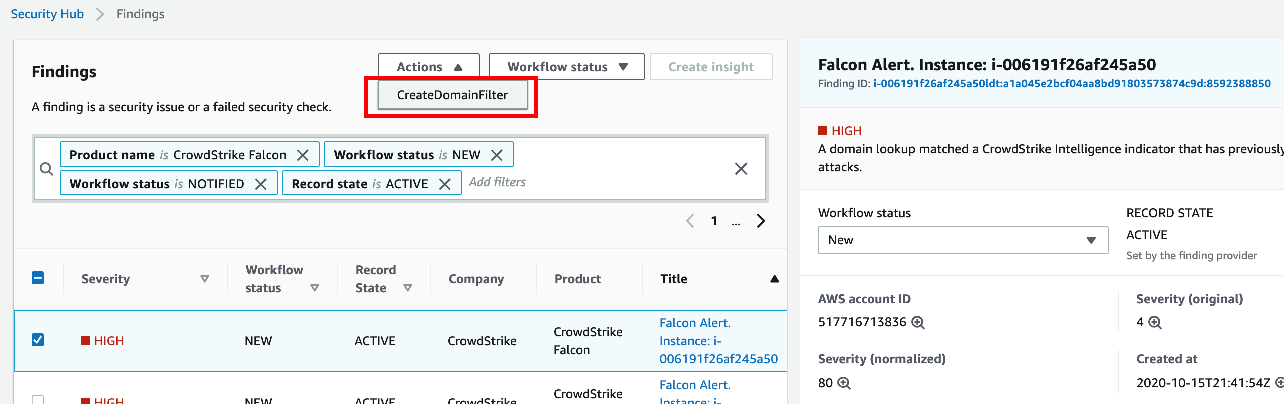 Security Hub > Findings
Findings
Actions
Workflow status
Create insight
CreateDomainFilter
A finding is a security issue or a failed security check.
Product name is CrowdStrike Falcon
Workflow status is NEW
Workflow status is NOTIFIED
Record state is ACTIVE
Add filters
1 ...
Severity
Workflow
status
Record
State
Company
Product
Title
HIGH
NEW
ACTIVE
CrowdStrike
CrowdStrike
Falcon
Falcon Alert.
Instance: i-
006191f26af245a50
HIGH
NEW
ACTIVE
CrowdStrike
CrowdStrike
Falcon Alert.
Instance: i-
Falcon Alert. Instance: i-006191f26af245a50
Finding ID: i-006191f26af245a50ldt:a1a045e2bcf04aa8bd91803573874c9d:8592388850
HIGH
A domain lookup matched a CrowdStrike Intelligence indicator that has previously
attacks.
Workflow status
New
RECORD STATE
ACTIVE
Set by the finding provider
AWS account ID
517716713836
Severity (original)
4
Severity (normalized)
80
Created at
2020-10-15T21:41:54Z